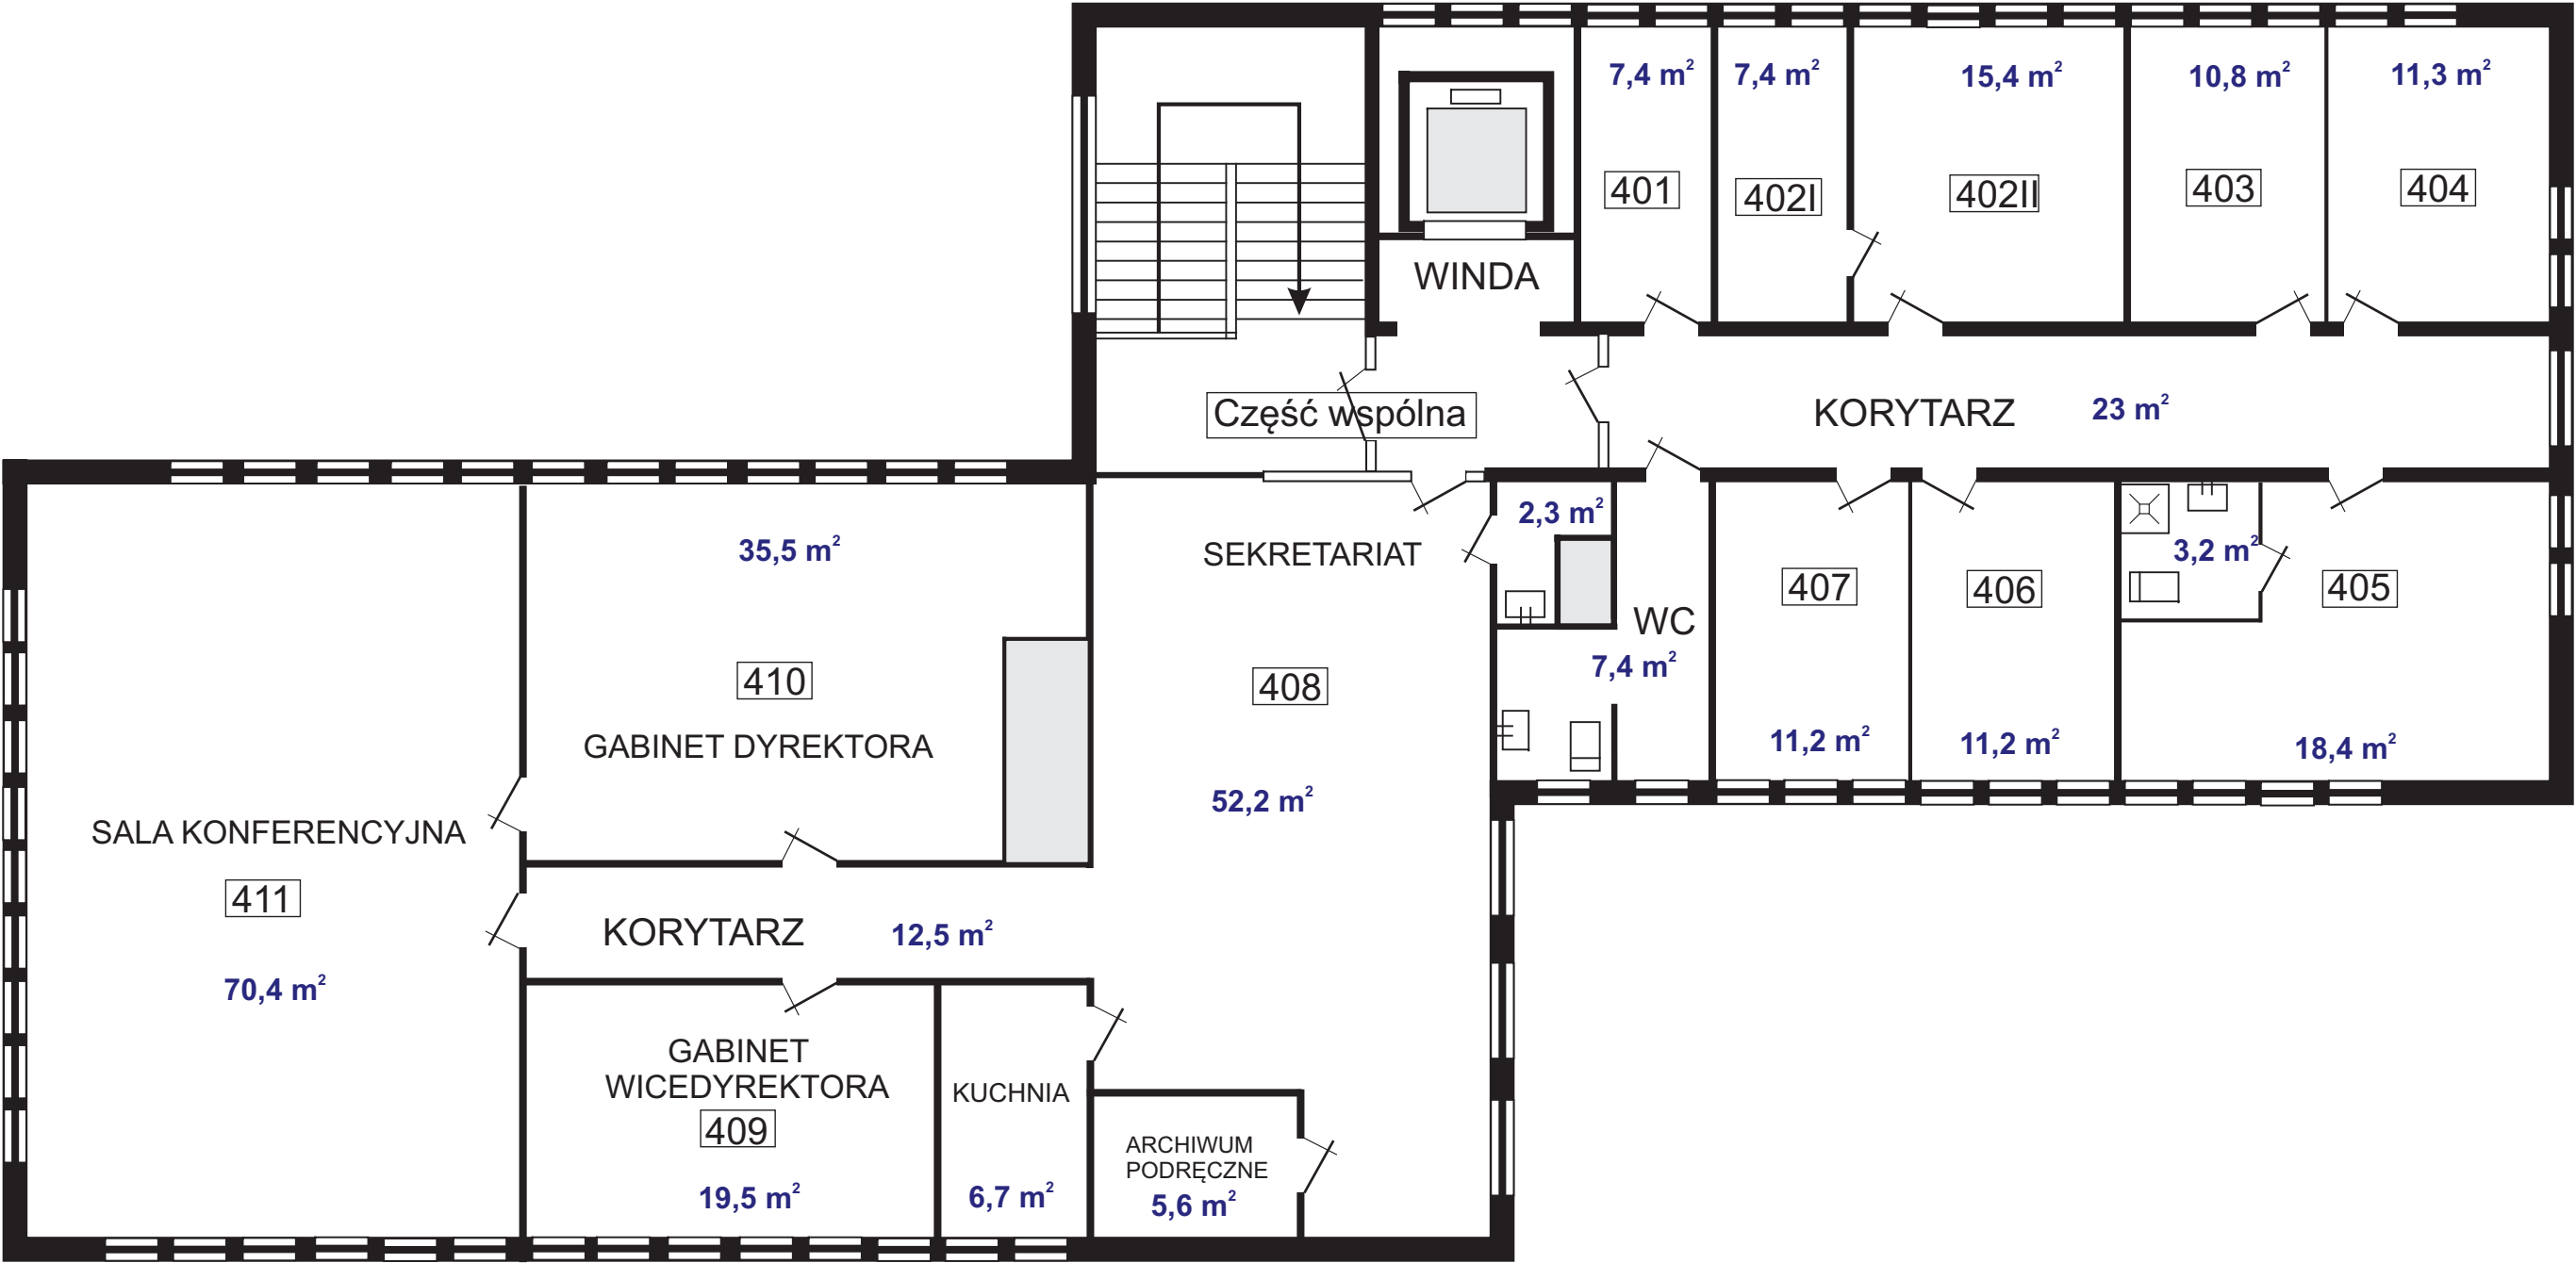 7,4 m²
7,4 m²
15,4 m²
10,8 m²
11,3 m²
401
402I
402II
403
404
WINDA
Część wspólna
KORYTARZ 23 m²
2,3 m²
35,5 m²
SEKRETARIAT
3,2 m²
407
406
405
WC
7,4 m²
410
408
GABINET DYREKTORA
11,2 m²
11,2 m²
18,4 m²
52,2 m²
SALA KONFERENCYJNA
411
70,4 m²
KORYTARZ 12,5 m²
GABINET
WICEDYREKTORA
409
19,5 m²
KUCHNIA
6,7 m²
ARCHIWUM
PODRĘCZNE
5,6 m²